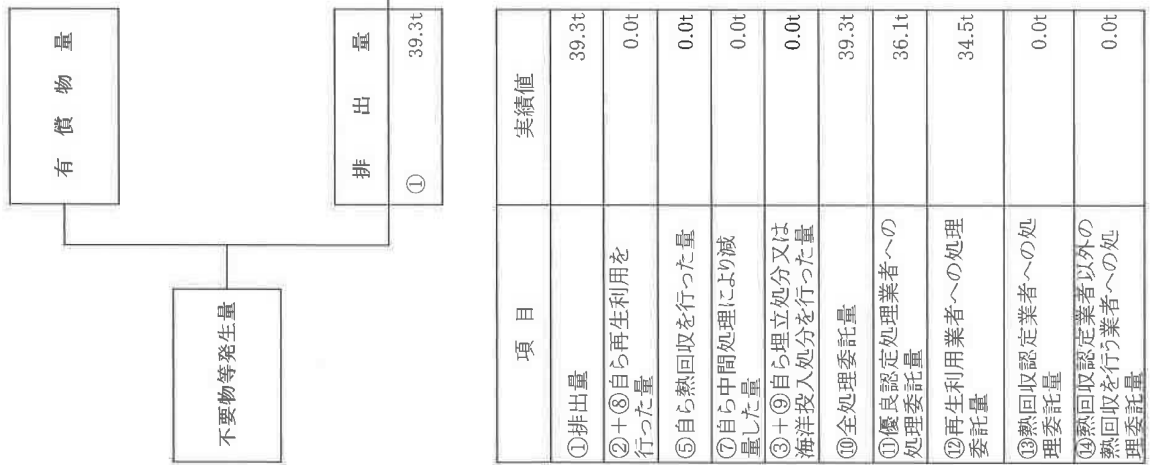 有 償 物 量
不要物等発生量
排 出 量
① 39.3t
項 目 実績値
①排出量 39.3t
②+⑧自ら再生利用を
行った量 0.0t
⑤自ら熱回収を行った量 0.0t
⑦自ら中間処理により減
量した量 0.0t
③+⑨自ら埋立処分又は
海洋投入処分を行った量 0.0t
⑩全処理委託量 39.3t
⑪優良認定処理業者への
処理委託量 36.1t
⑫再生利用業者への処理
委託量 34.5t
⑬熱回収認定業者への処
理委託量 0.0t
⑭熱回収認定業者以外の
熱回収を行う業者への処
理委託量 0.0t